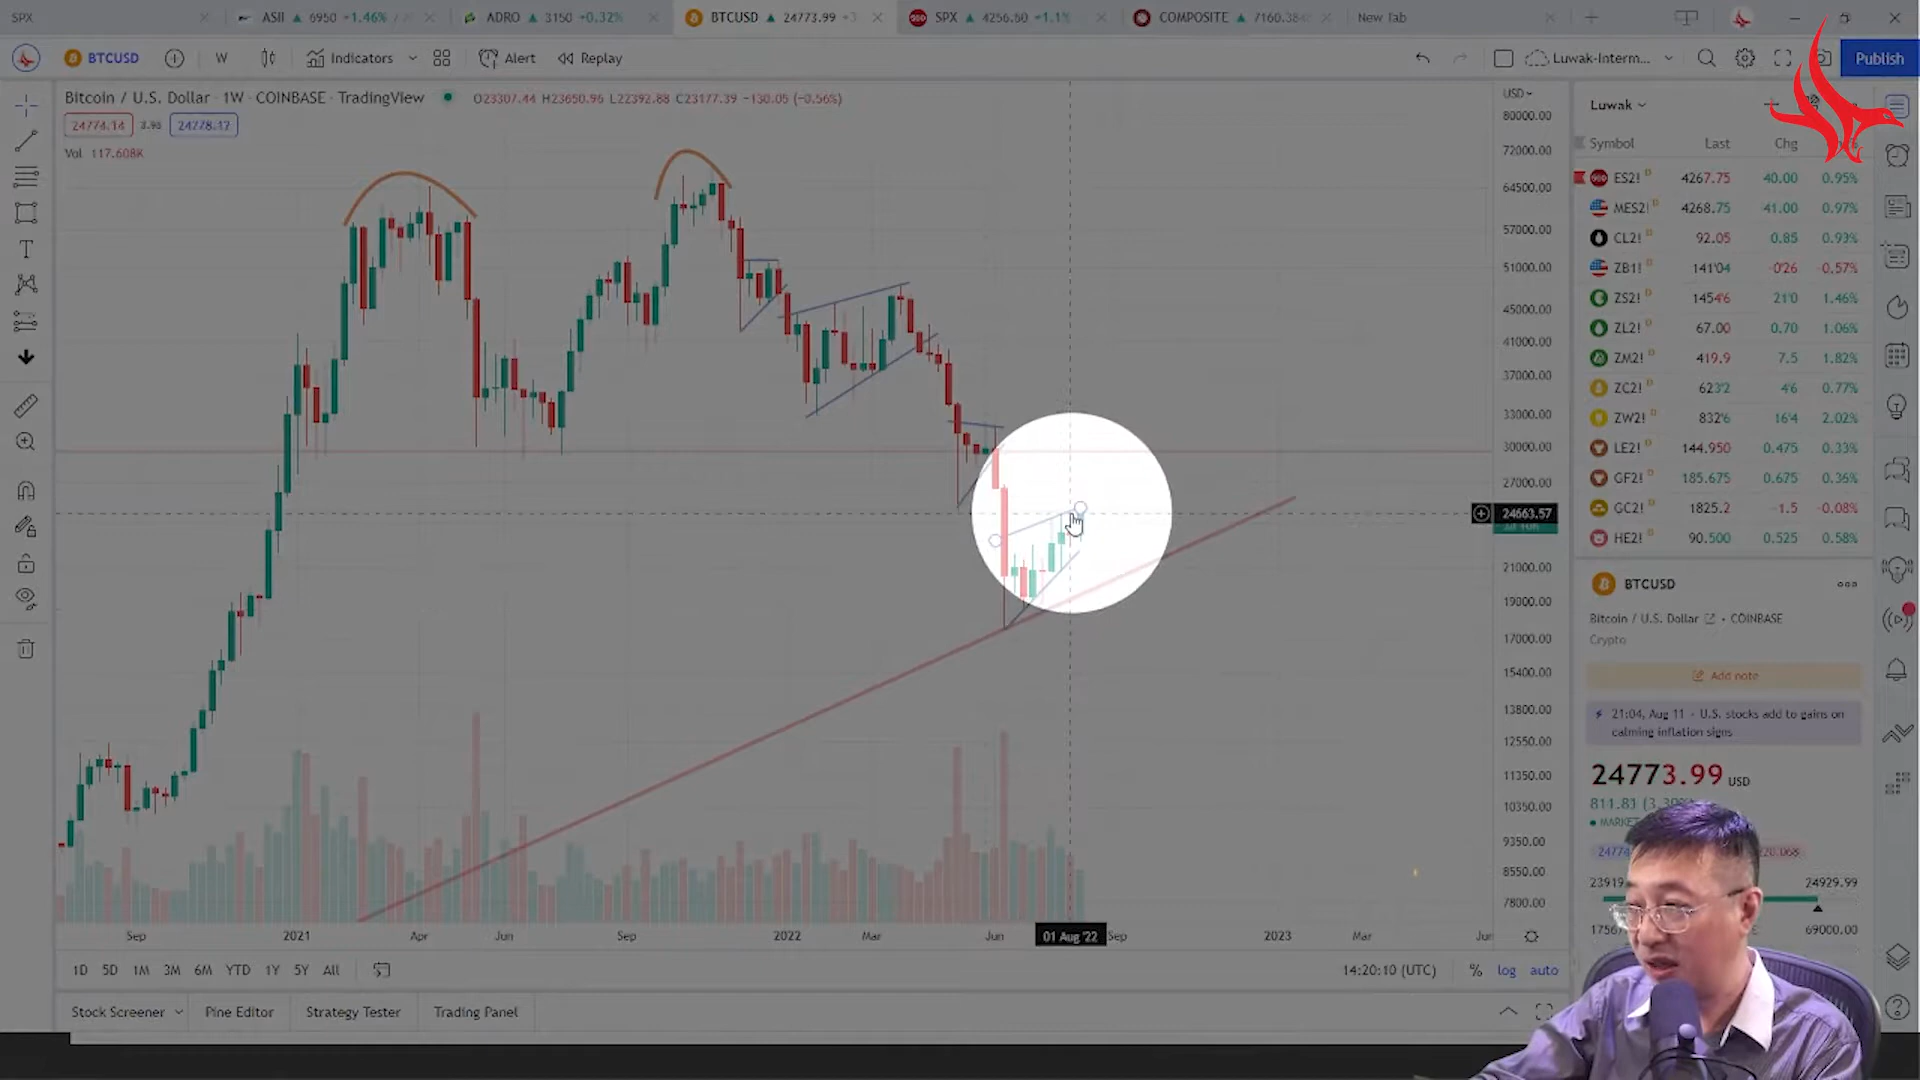 SPX
ASII ▲ 6950 +1.46%
ADRO ▲ 3150 +0.32%
BTCUSD ▲ 24773.99
SPX ▲ 4256.50 +1.1%
COMPOSITE ▲ 7160.38
New Tab
BTCUSD
W
Indicators
Alert
Replay
Luwak-Interm...
Publish
Bitcoin / U.S. Dollar · 1W · COINBASE · TradingView
O23307.44 H23650.96 L22392.88 C23177.39 −130.05 (−0.56%)
24774.14 3.98 24778.12
Vol 117.608K
T
USD
80000.00
72000.00
64500.00
57000.00
51000.00
45000.00
41000.00
37000.00
33000.00
30000.00
27000.00
24663.57
21000.00
19000.00
17000.00
15400.00
13800.00
12550.00
11350.00
10350.00
9350.00
8550.00
7800.00
Sep 2021 Apr Jun Sep 2022 Mar Jun 01 Aug '22 Sep 2023 Mar Jun
1D 5D 1M 3M 6M YTD 1Y 5Y All
14:20:10 (UTC) % log auto
Stock Screener Pine Editor Strategy Tester Trading Panel
Luwak
Symbol Last Chg
ES2! D 4267.75 40.00 0.95%
MES2! D 4268.75 41.00 0.97%
CL2! D 92.05 0.85 0.93%
ZB1! D 141'04 -0'26 -0.57%
ZS2! D 1454'6 21'0 1.46%
ZL2! D 67.00 0.70 1.06%
ZM2! D 419.9 7.5 1.82%
ZC2! D 623'2 4'6 0.77%
ZW2! D 832'6 16'4 2.02%
LE2! D 144.950 0.475 0.33%
GF2! D 185.675 0.675 0.36%
GC2! D 1825.2 -1.5 -0.08%
HE2! D 90.500 0.525 0.58%
BTCUSD
Bitcoin / U.S. Dollar · COINBASE
Crypto
Add note
21:04, Aug 11 · U.S. stocks add to gains on
calming inflation signs
24773.99 USD
811.81
23919 24929.99
69000.00